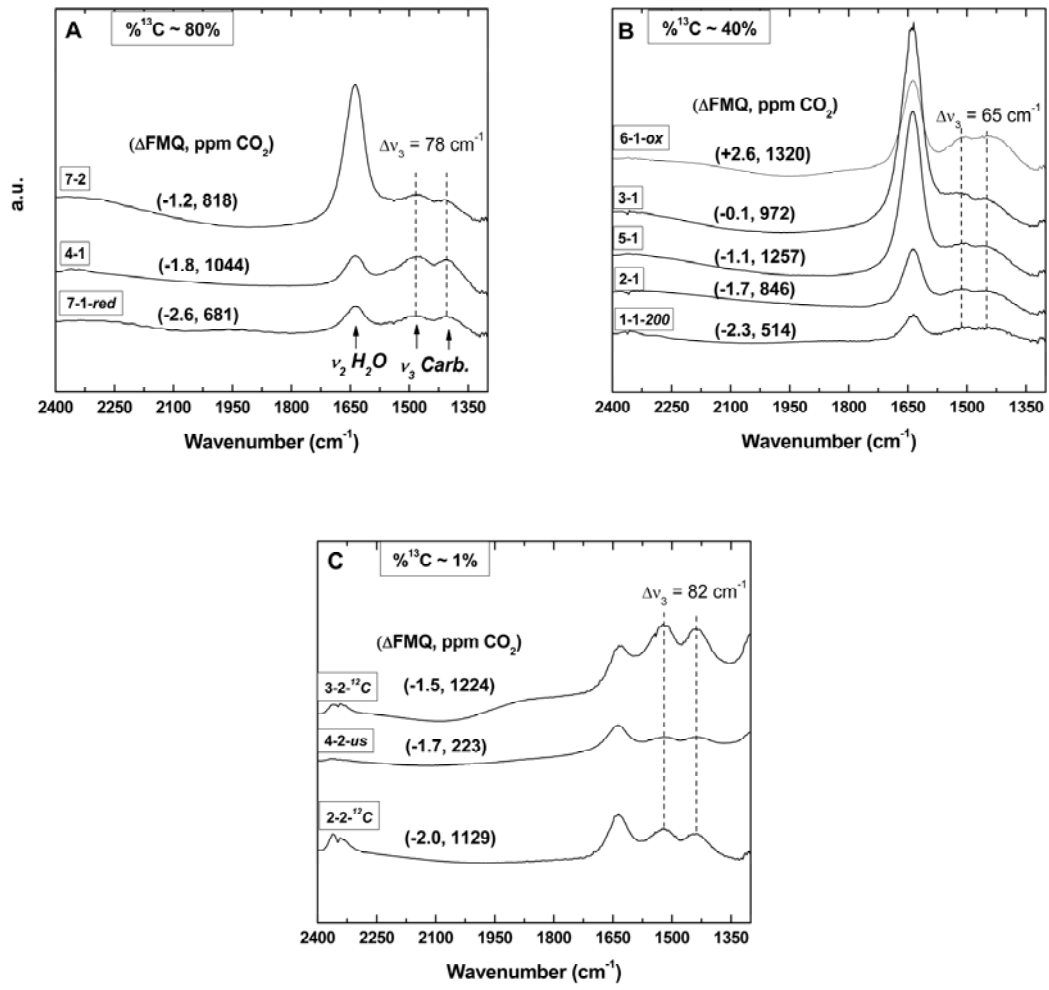 A
%¹³C ~ 80%
(ΔFMQ, ppm CO₂)
Δν₃ = 78 cm⁻¹
7-2
(-1.2, 818)
4-1
(-1.8, 1044)
7-1-red
(-2.6, 681)
ν₂ H₂O
ν₃ Carb.
a.u.
2400 2250 2100 1950 1800 1650 1500 1350
Wavenumber (cm⁻¹)
B
%¹³C ~ 40%
(ΔFMQ, ppm CO₂)
Δν₃ = 65 cm⁻¹
6-1-ox
(+2.6, 1320)
3-1
(-0.1, 972)
5-1
(-1.1, 1257)
2-1
(-1.7, 846)
1-1-200
(-2.3, 514)
2400 2250 2100 1950 1800 1650 1500 1350
Wavenumber (cm⁻¹)
C
%¹³C ~ 1%
Δν₃ = 82 cm⁻¹
(ΔFMQ, ppm CO₂)
3-2-¹²C
(-1.5, 1224)
4-2-us
(-1.7, 223)
2-2-¹³C
(-2.0, 1129)
2400 2250 2100 1950 1800 1650 1500 1350
Wavenumber (cm⁻¹)